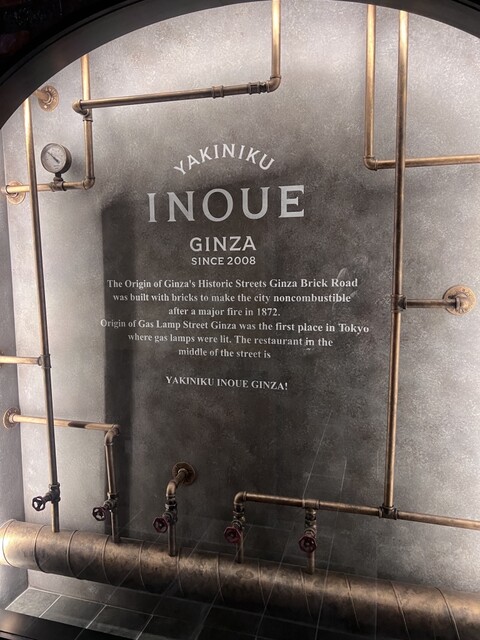 YAKINIKU
INOUE
GINZA
SINCE 2008
The Origin of Ginza's Historic Streets Ginza Brick Road
was built with bricks to make the city noncombustible
after a major fire in 1872.
Origin of Gas Lamp Street Ginza was the first place in Tokyo
where gas lamps were lit. The restaurant in the
middle of the street is
YAKINIKU INOUE GINZA!